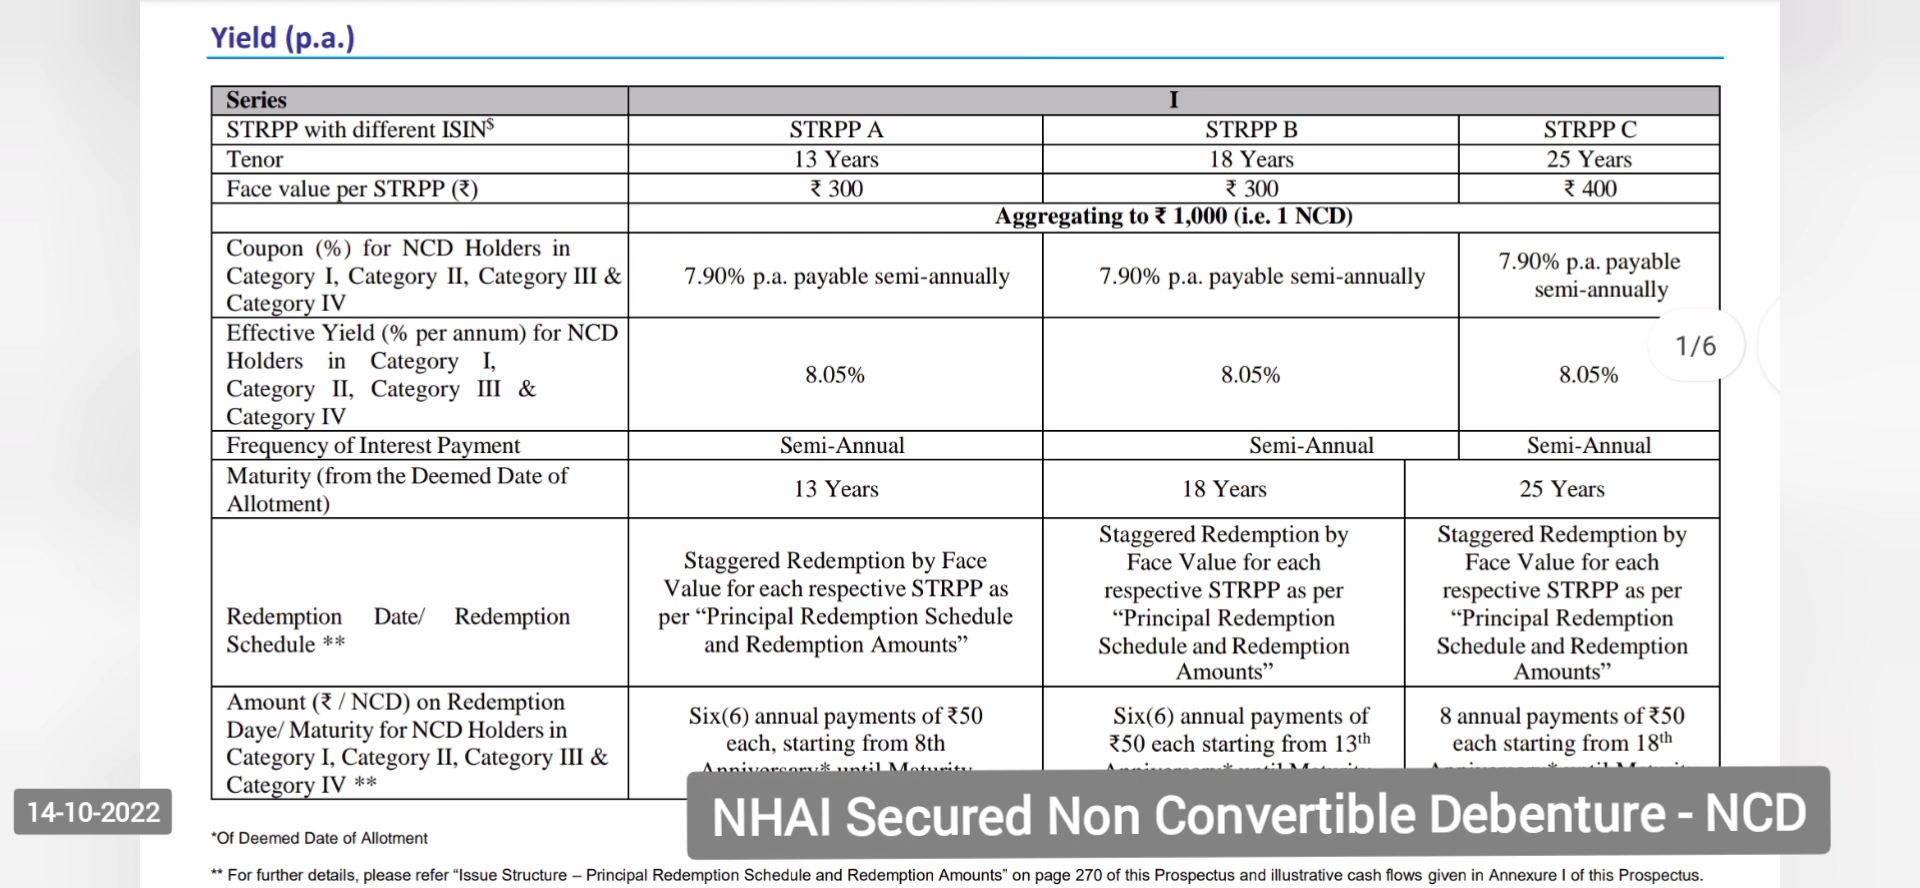 Yield (p.a.)
Series I
STRPP with different ISIN$ STRPP A STRPP B STRPP C
Tenor 13 Years 18 Years 25 Years
Face value per STRPP (₹) ₹ 300 ₹ 300 ₹ 400
Aggregating to ₹ 1,000 (i.e. 1 NCD)
Coupon (%) for NCD Holders in
Category I, Category II, Category III &
Category IV
7.90% p.a. payable semi-annually
7.90% p.a. payable semi-annually
7.90% p.a. payable
semi-annually
Effective Yield (% per annum) for NCD
Holders in Category I,
Category II, Category III &
Category IV
8.05% 8.05% 8.05%
1/6
Frequency of Interest Payment Semi-Annual Semi-Annual Semi-Annual
Maturity (from the Deemed Date of
Allotment)
13 Years 18 Years 25 Years
Redemption Date/ Redemption
Schedule **
Staggered Redemption by Face
Value for each respective STRPP as
per “Principal Redemption Schedule
and Redemption Amounts”
Staggered Redemption by
Face Value for each
respective STRPP as per
“Principal Redemption
Schedule and Redemption
Amounts”
Staggered Redemption by
Face Value for each
respective STRPP as per
“Principal Redemption
Schedule and Redemption
Amounts”
Amount (₹ / NCD) on Redemption
Daye/ Maturity for NCD Holders in
Category I, Category II, Category III &
Category IV **
Six(6) annual payments of ₹50
each, starting from 8th
Anniversary* until Maturity
Six(6) annual payments of
₹50 each starting from 13th
Anniversary* until Maturity
8 annual payments of ₹50
each starting from 18th
14-10-2022
NHAI Secured Non Convertible Debenture - NCD
*Of Deemed Date of Allotment
** For further details, please refer “Issue Structure – Principal Redemption Schedule and Redemption Amounts” on page 270 of this Prospectus and illustrative cash flows given in Annexure I of this Prospectus.